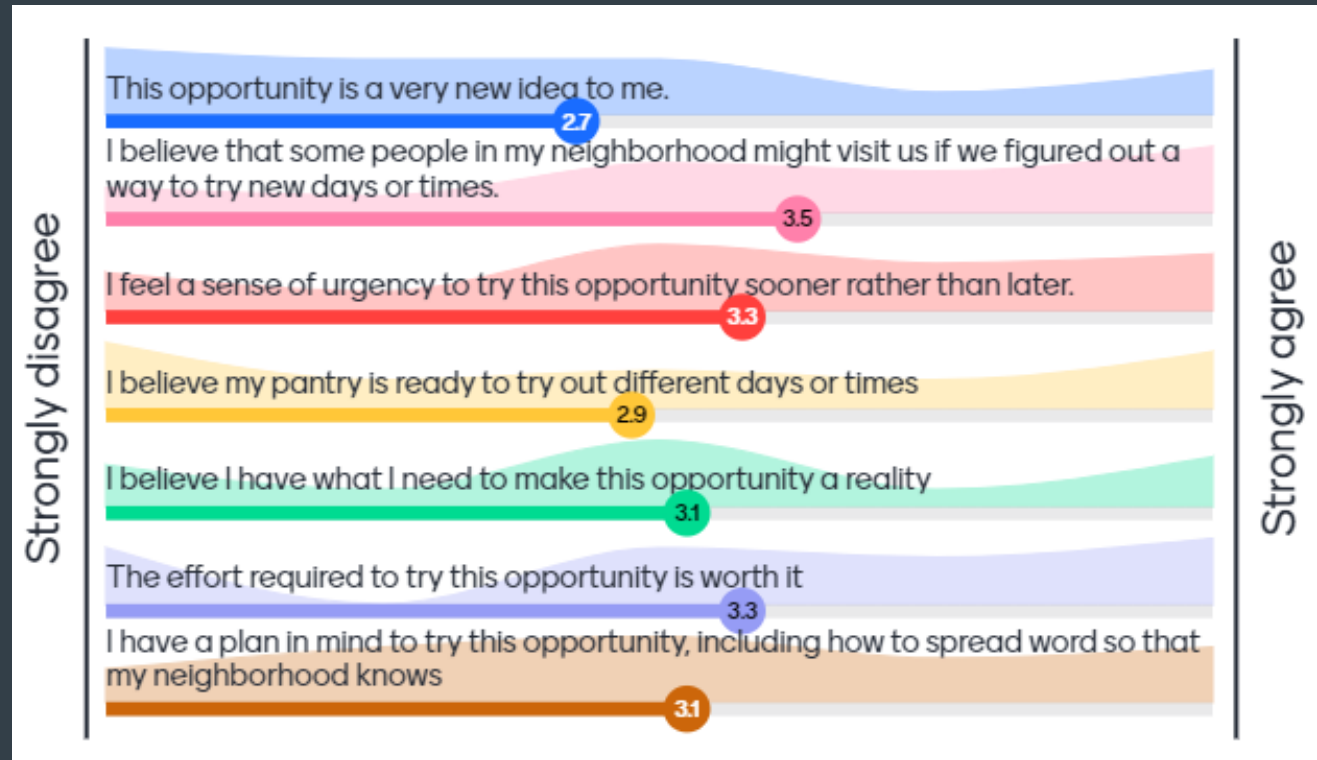 Strongly disagree
This opportunity is a very new idea to me.
2.7
I believe that some people in my neighborhood might visit us if we figured out a
way to try new days or times.
3.5
I feel a sense of urgency to try this opportunity sooner rather than later.
3.3
I believe my pantry is ready to try out different days or times
2.9
I believe I have what I need to make this opportunity a reality
3.1
The effort required to try this opportunity is worth it
3.3
I have a plan in mind to try this opportunity, including how to spread word so that
my neighborhood knows
3.1
Strongly agree